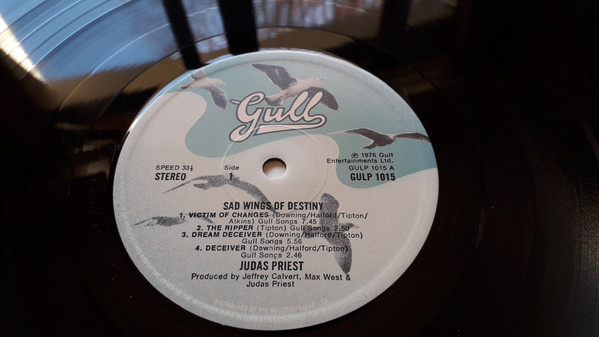 Gull
SPEED 33⅓
STEREO
Side
1
℗ 1976 Gull
Entertainments Ltd.
GULP 1015 A
GULP 1015
SAD WINGS OF DESTINY
1. VICTIM OF CHANGES (Downing/Halford/Tipton/
Atkins) Gull Songs 7.45
2. THE RIPPER (Tipton) Gull Songs 2.50
3. DREAM DECEIVER (Downing/Halford/Tipton)
Gull Songs 5.56
4. DECEIVER (Downing/Halford/Tipton)
Gull Songs 2.46
JUDAS PRIEST
Produced by Jeffrey Calvert, Max West &
Judas Priest